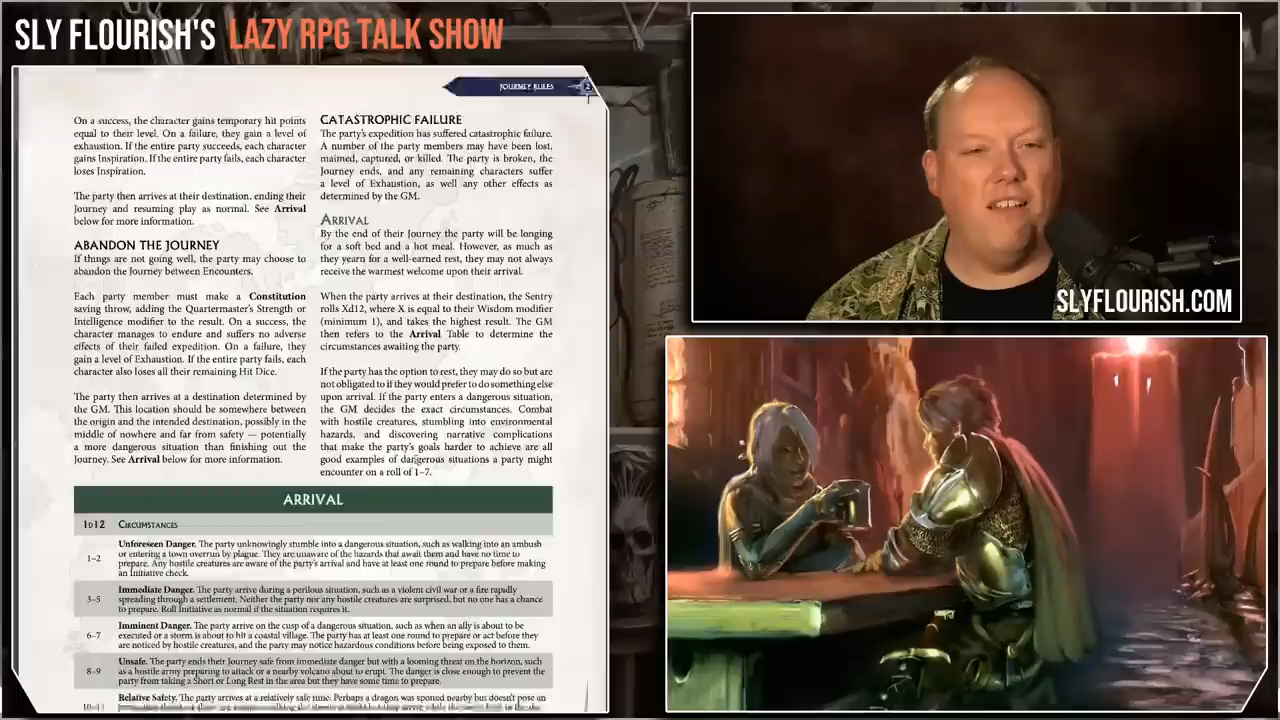 SLY FLOURISH'S LAZY RPG TALK SHOW
JOURNEY RULES 2
On a success, the character gains temporary hit points
equal to their level. On a failure, they gain a level of
exhaustion. If the entire party succeeds, each character
gains Inspiration. If the entire party fails, each character
loses Inspiration.
The party then arrives at their destination, ending their
Journey and resuming play as normal. See Arrival
below for more information.
ABANDON THE JOURNEY
If things are not going well, the party may choose to
abandon the Journey between Encounters.
Each party member must make a Constitution
saving throw, adding the Quartermaster's Strength or
Intelligence modifier to the result. On a success, the
character manages to endure and suffers no adverse
effects of their failed expedition. On a failure, they
gain a level of Exhaustion. If the entire party fails, each
character also loses all their remaining Hit Dice.
The party then arrives at a destination determined by
the GM. This location should be somewhere between
the origin and the intended destination, possibly in the
middle of nowhere and far from safety — potentially
a more dangerous situation than finishing out the
Journey. See Arrival below for more information.
CATASTROPHIC FAILURE
The party's expedition has suffered catastrophic failure.
A number of the party members may have been lost,
maimed, captured, or killed. The party is broken, the
Journey ends, and any remaining characters suffer
a level of Exhaustion, as well any other effects as
determined by the GM.
ARRIVAL
By the end of their Journey the party will be longing
for a soft bed and a hot meal. However, as much as
they yearn for a well-earned rest, they may not always
receive the warmest welcome upon their arrival.
When the party arrives at their destination, the Sentry
rolls Xd12, where X is equal to their Wisdom modifier
(minimum 1), and takes the highest result. The GM
then refers to the Arrival Table to determine the
circumstances awaiting the party.
If the party has the option to rest, they may do so but are
not obligated to if they would prefer to do something else
upon arrival. If the party enters a dangerous situation,
the GM decides the exact circumstances. Combat
with hostile creatures, stumbling into environmental
hazards, and discovering narrative complications
that make the party's goals harder to achieve are all
good examples of dangerous situations a party might
encounter on a roll of 1–7.
ARRIVAL
1D12 CIRCUMSTANCES
1–2 Unforeseen Danger. The party unknowingly stumble into a dangerous situation, such as walking into an ambush
or entering a town overrun by plague. They are unaware of the hazards that await them and have no time to
prepare. Any hostile creatures are aware of the party's arrival and have at least one round to prepare before making
an Initiative check.
3–5 Immediate Danger. The party arrive during a perilous situation, such as a violent civil war or a fire rapidly
spreading through a settlement. Neither the party nor any hostile creatures are surprised, but no one has a chance
to prepare. Roll Initiative as normal if the situation requires it.
6–7 Imminent Danger. The party arrive on the cusp of a dangerous situation, such as when an ally is about to be
executed or a storm is about to hit a coastal village. The party has at least one round to prepare or act before they
are noticed by hostile creatures, and the party may notice hazardous conditions before being exposed to them.
8–9 Unsafe. The party ends their Journey safe from immediate danger but with a looming threat on the horizon, such
as a hostile army preparing to attack or a nearby volcano about to erupt. The danger is close enough to prevent the
party from taking a Short or Long Rest in the area but they have some time to prepare.
10–11 Relative Safety. The party arrives at a relatively safe time. Perhaps a dragon was spotted nearby but doesn't pose an
SLYFLOURISH.COM